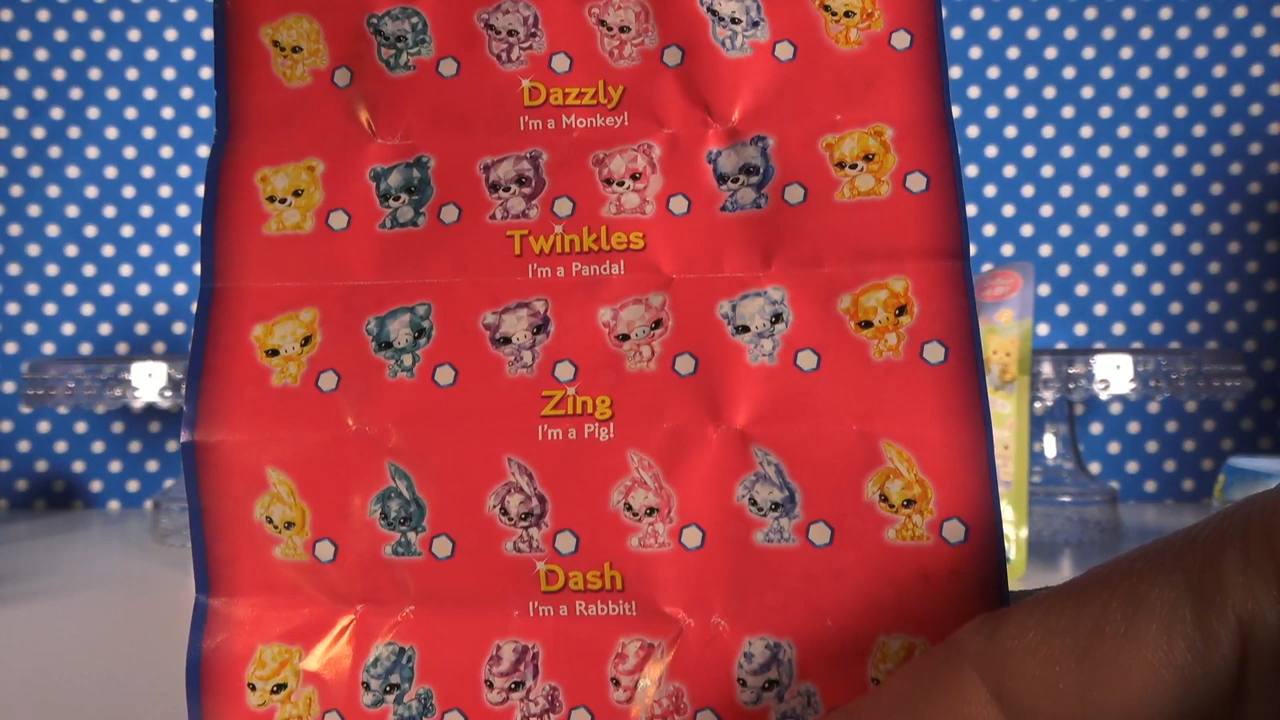 Dazzly
I'm a Monkey!
Twinkles
I'm a Panda!
Zing
I'm a Pig!
Dash
I'm a Rabbit!